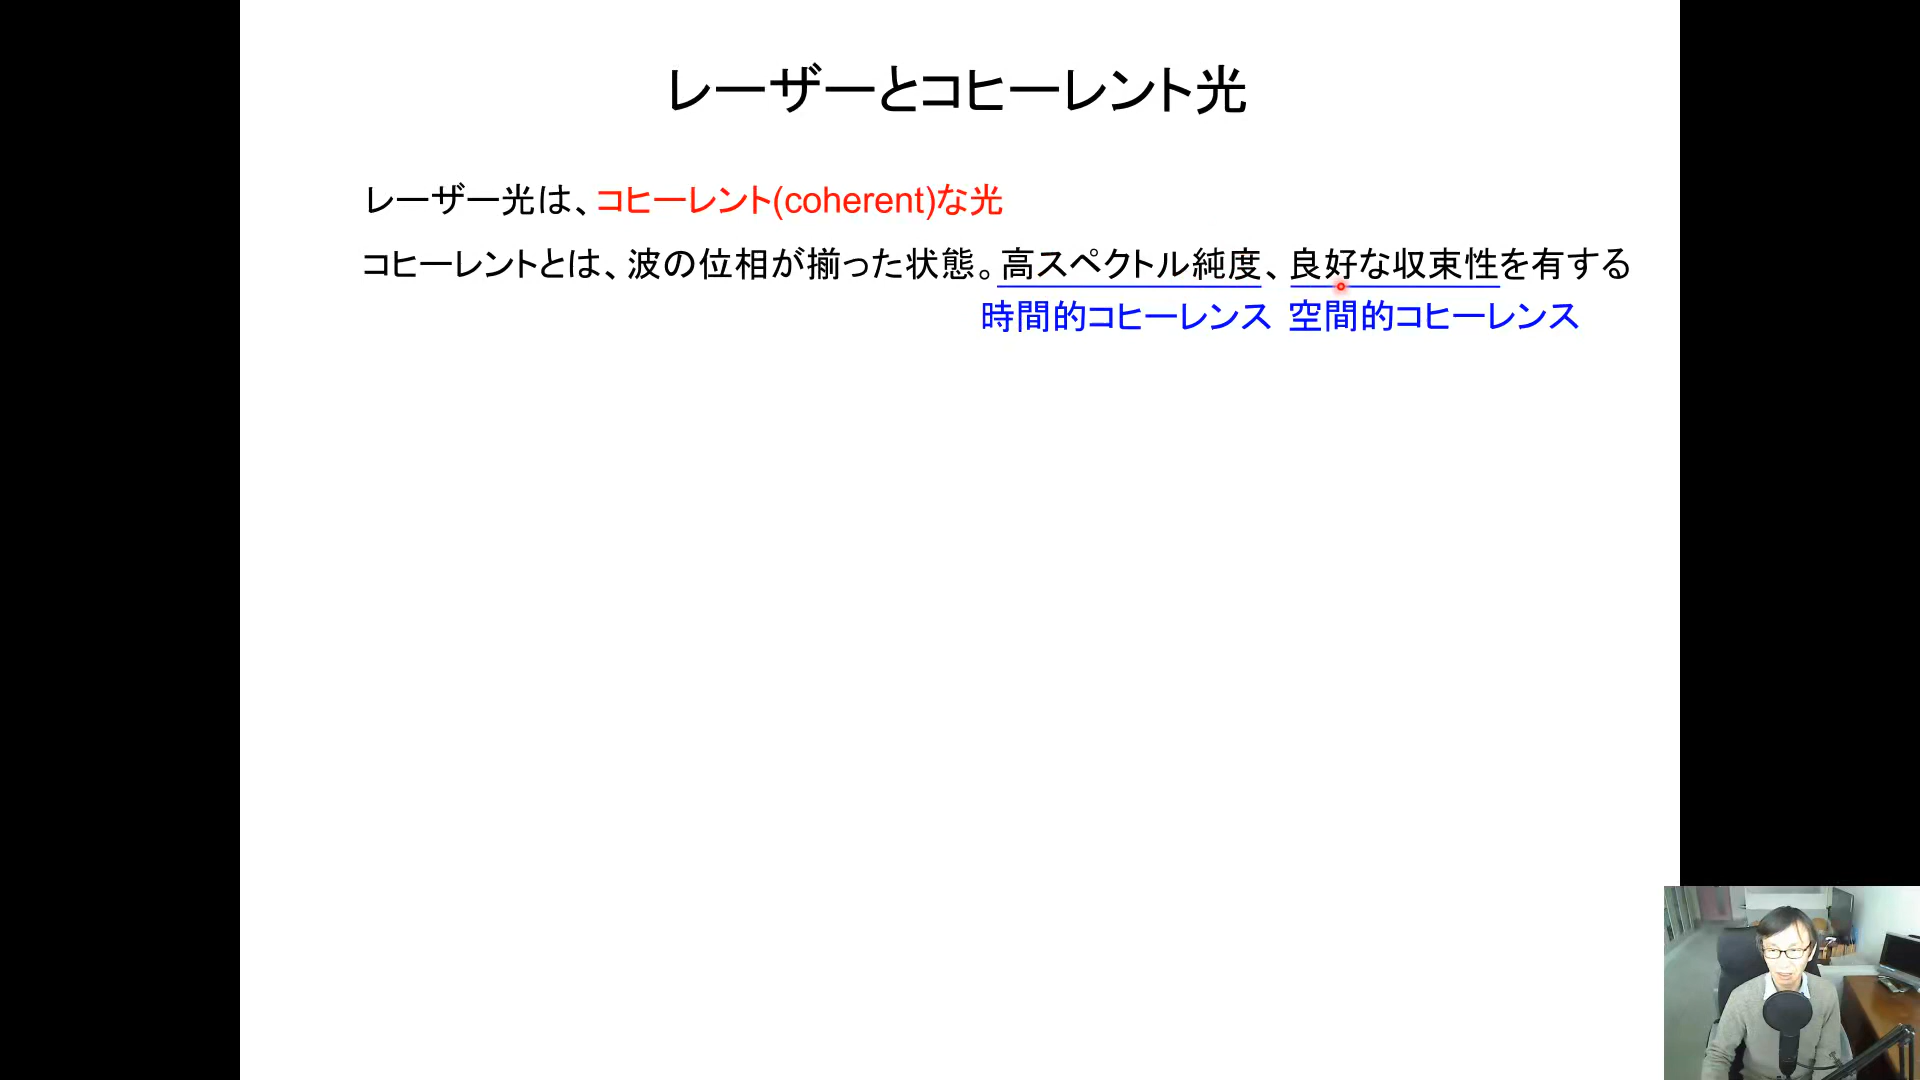 レーザーとコヒーレント光
レーザー光は、コヒーレント(coherent)な光
コヒーレントとは、波の位相が揃った状態。高スペクトル純度、良好な収束性を有する
時間的コヒーレンス 空間的コヒーレンス